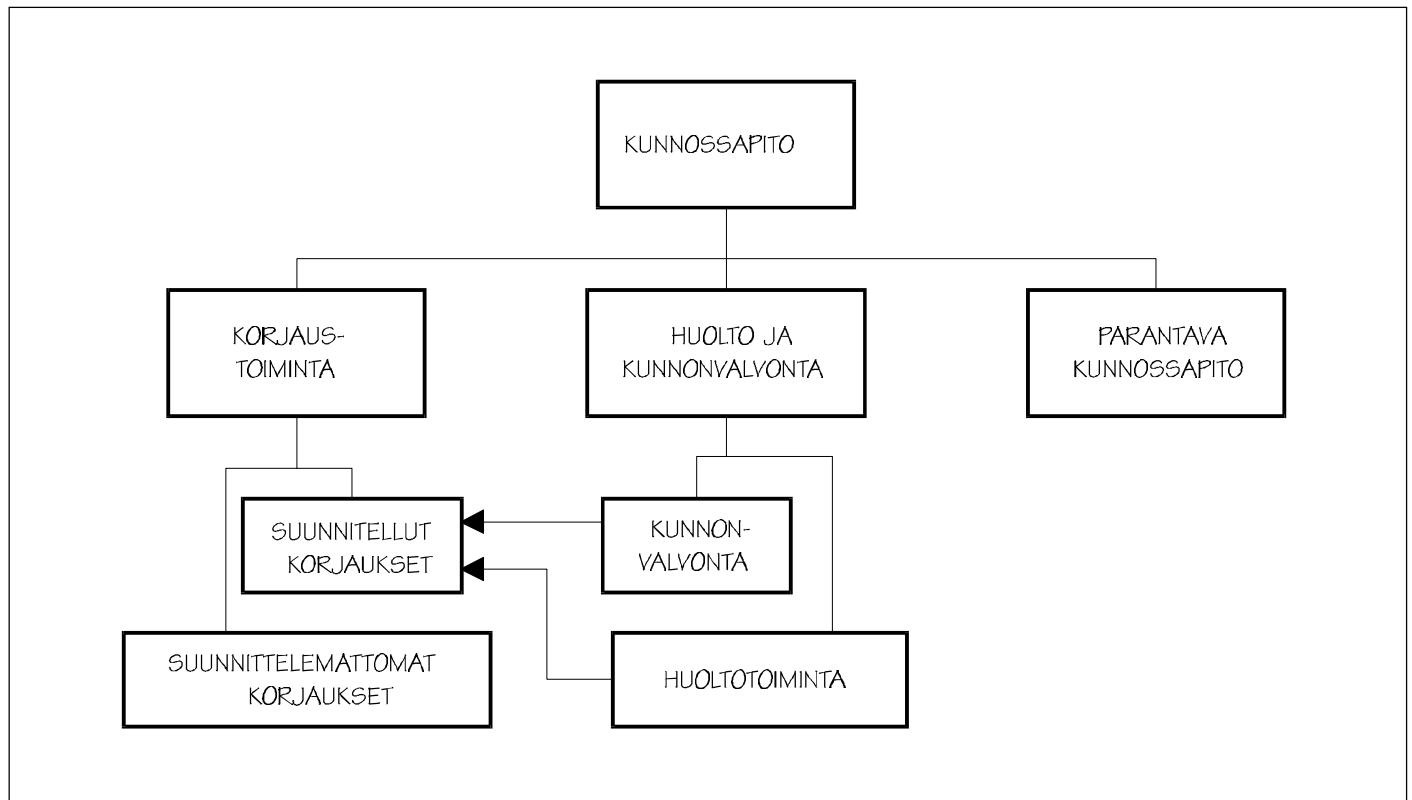 KUNNOSSAPITO
KORJAUS-
TOIMINTA
HUOLTO JA
KUNNONVALVONTA
PARANTAVA
KUNNOSSAPITO
SUUNNITELLUT
KORJAUKSET
KUNNON-
VALVONTA
SUUNNITTELEMATTOMAT
KORJAUKSET
HUOLTOTOIMINTA